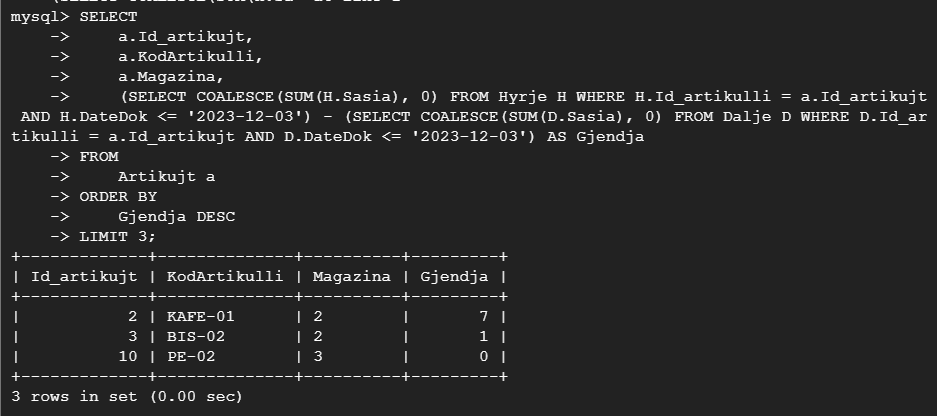 mysql> SELECT
    ->     a.Id_artikujt,
    ->     a.KodArtikulli,
    ->     a.Magazina,
    ->     (SELECT COALESCE(SUM(H.Sasia), 0) FROM Hyrje H WHERE H.Id_artikulli = a.Id_artikujt
 AND H.DateDok <= '2023-12-03') - (SELECT COALESCE(SUM(D.Sasia), 0) FROM Dalje D WHERE D.Id_ar
tikulli = a.Id_artikujt AND D.DateDok <= '2023-12-03') AS Gjendja
    -> FROM
    ->     Artikujt a
    -> ORDER BY
    ->     Gjendja DESC
    -> LIMIT 3;
+-------------+--------------+----------+---------+
| Id_artikujt | KodArtikulli | Magazina | Gjendja |
+-------------+--------------+----------+---------+
|           2 | KAFE-01      | 2        |       7 |
|           3 | BIS-02       | 2        |       1 |
|          10 | PE-02        | 3        |       0 |
+-------------+--------------+----------+---------+
3 rows in set (0.00 sec)